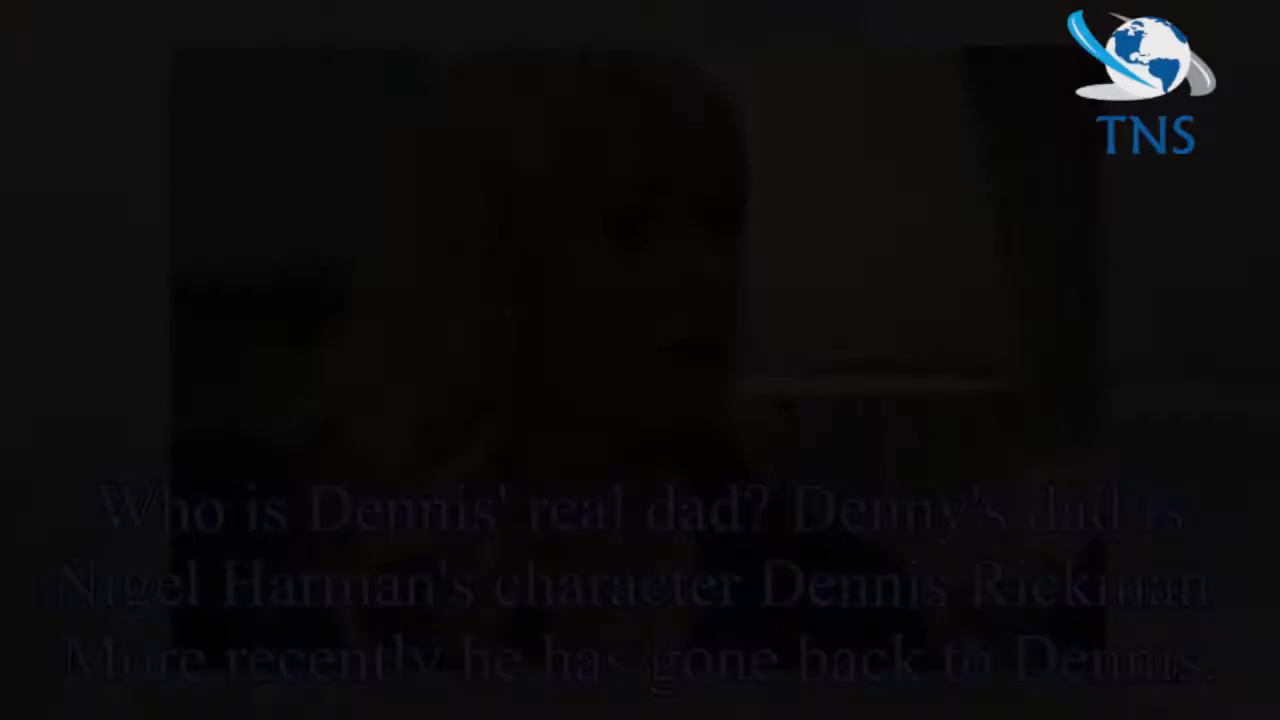 TNS
Who is Dennis' real dad? Denny's dad is
Nigel Harman's character Dennis Rickman
More recently he has gone back to Dennis.